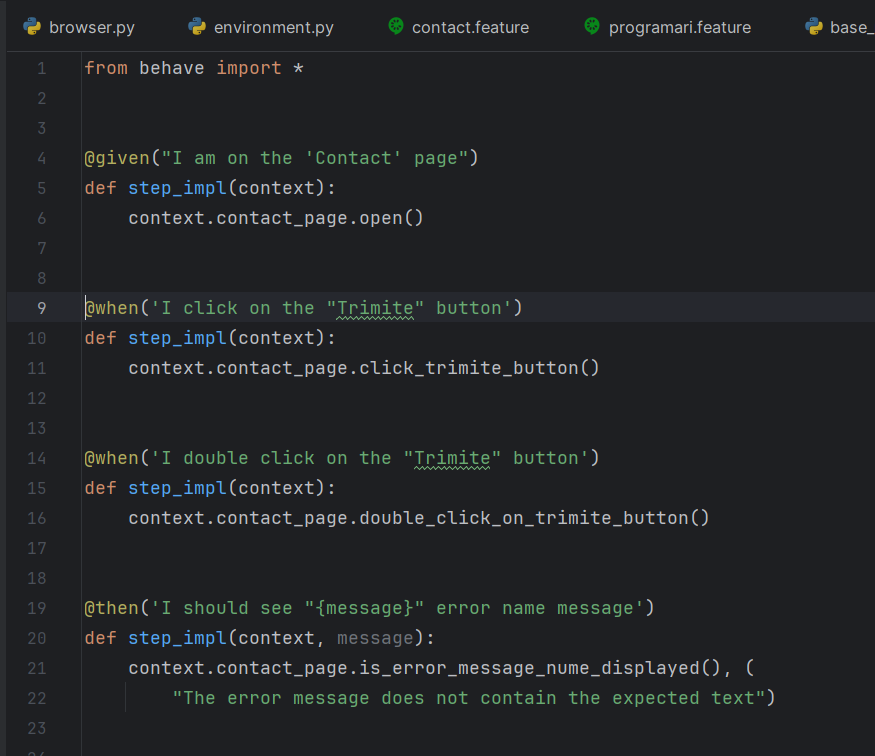 browser.py environment.py contact.feature programari.feature base_
1 from behave import *
2
3
4 @given("I am on the 'Contact' page")
5 def step_impl(context):
6     context.contact_page.open()
7
8
9 @when('I click on the "Trimite" button')
10 def step_impl(context):
11     context.contact_page.click_trimite_button()
12
13
14 @when('I double click on the "Trimite" button')
15 def step_impl(context):
16     context.contact_page.double_click_on_trimite_button()
17
18
19 @then('I should see "{message}" error name message')
20 def step_impl(context, message):
21     context.contact_page.is_error_message_nume_displayed(), (
22         "The error message does not contain the expected text")
23